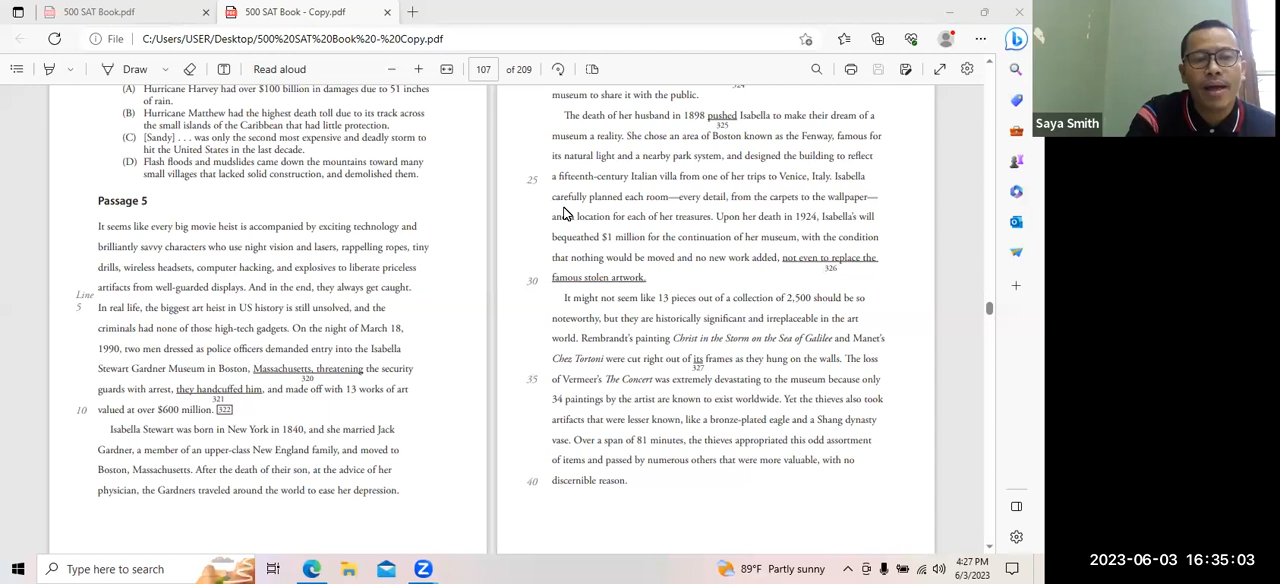 500 SAT Book.pdf
500 SAT Book - Copy.pdf
File
C:/Users/USER/Desktop/500%20SAT%20Book%20-%20Copy.pdf
Draw
Read aloud
107 of 209
(A) Hurricane Harvey had over $100 billion in damages due to 51 inches
of rain.
(B) Hurricane Matthew had the highest death toll due to its track across
the small islands of the Caribbean that had little protection.
(C) [Sandy] . . . was only the second most expensive and deadly storm to
hit the United States in the last decade.
(D) Flash floods and mudslides came down the mountains toward many
small villages that lacked solid construction, and demolished them.
Passage 5
It seems like every big movie heist is accompanied by exciting technology and
brilliantly savvy characters who use night vision and lasers, rappelling ropes, tiny
drills, wireless headsets, computer hacking, and explosives to liberate priceless
artifacts from well-guarded displays. And in the end, they always get caught.
Line
5 In real life, the biggest art heist in US history is still unsolved, and the
criminals had none of those high-tech gadgets. On the night of March 18,
1990, two men dressed as police officers demanded entry into the Isabella
Stewart Gardner Museum in Boston, Massachusetts, threatening the security
320
guards with arrest, they handcuffed him, and made off with 13 works of art
321
10 valued at over $600 million. 322
Isabella Stewart was born in New York in 1840, and she married Jack
Gardner, a member of an upper-class New England family, and moved to
Boston, Massachusetts. After the death of their son, at the advice of her
physician, the Gardners traveled around the world to ease her depression.
museum to share it with the public.
324
The death of her husband in 1898 pushed Isabella to make their dream of a
325
museum a reality. She chose an area of Boston known as the Fenway, famous for
its natural light and a nearby park system, and designed the building to reflect
25 a fifteenth-century Italian villa from one of her trips to Venice, Italy. Isabella
carefully planned each room—every detail, from the carpets to the wallpaper—
and a location for each of her treasures. Upon her death in 1924, Isabella's will
bequeathed $1 million for the continuation of her museum, with the condition
that nothing would be moved and no new work added, not even to replace the
326
30 famous stolen artwork.
It might not seem like 13 pieces out of a collection of 2,500 should be so
noteworthy, but they are historically significant and irreplaceable in the art
world. Rembrandt's painting Christ in the Storm on the Sea of Galilee and Manet's
Chez Tortoni were cut right out of its frames as they hung on the walls. The loss
327
35 of Vermeer's The Concert was extremely devastating to the museum because only
34 paintings by the artist are known to exist worldwide. Yet the thieves also took
artifacts that were lesser known, like a bronze-plated eagle and a Shang dynasty
vase. Over a span of 81 minutes, the thieves appropriated this odd assortment
of items and passed by numerous others that were more valuable, with no
40 discernible reason.
Saya Smith
Type here to search
89°F Partly sunny
4:27 PM
6/3/2023
2023-06-03 16:35:03